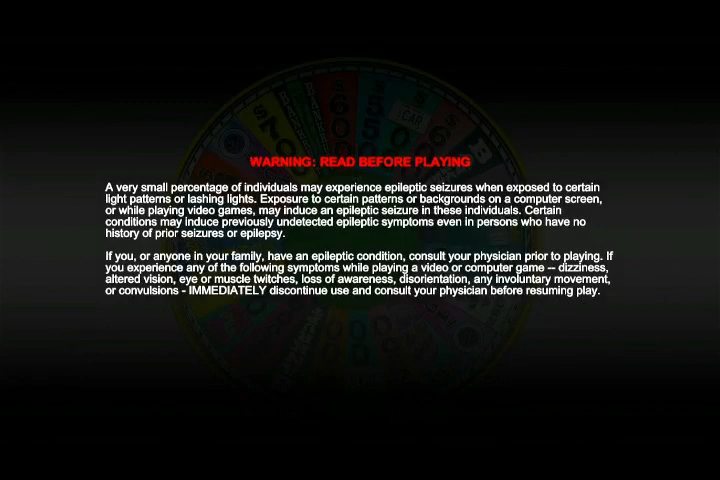 WARNING: READ BEFORE PLAYING
A very small percentage of individuals may experience epileptic seizures when exposed to certain
light patterns or lashing lights. Exposure to certain patterns or backgrounds on a computer screen,
or while playing video games, may induce an epileptic seizure in these individuals. Certain
conditions may induce previously undetected epileptic symptoms even in persons who have no
history of prior seizures or epilepsy.
If you, or anyone in your family, have an epileptic condition, consult your physician prior to playing. If
you experience any of the following symptoms while playing a video or computer game -- dizziness,
altered vision, eye or muscle twitches, loss of awareness, disorientation, any involuntary movement,
or convulsions - IMMEDIATELY discontinue use and consult your physician before resuming play.